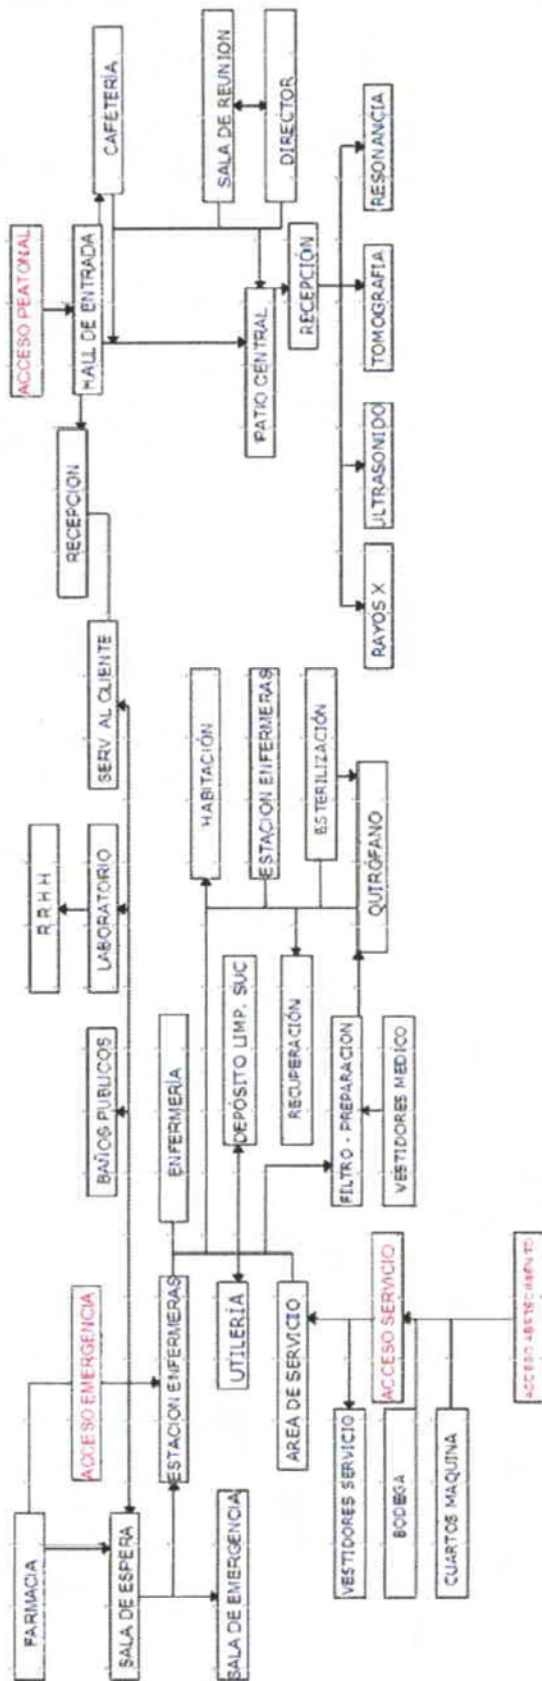 FARMACIA
SALA DE ESPERA
SALA DE EMERGENCIA
ACCESO EMERGENCIA
ESTACION ENFERMERAS
ENFERMERÍA
UTILERÍA
DEPÓSITO LIMP. SUC
AREA DE SERVICIO
VESTIDORES SERVICIO
ACCESO SERVICIO
BODEGA
CUARTOS MAQUINA
ACCESO ABSTECIMIENTO
BAÑOS PUBLICOS
R R H H
LABORATORIO
SERV. AL CLIENTE
HABITACIÓN
ESTACION ENFERMERAS
RECUPERACIÓN
ESTERILIZACIÓN
FILTRO - PREPARACION
QUIRÓFANO
VESTIDORES MEDICO
ACCESO PEATONAL
HALL DE ENTRADA
RECEPCION
CAFETERÍA
PATIO CENTRAL
SALA DE REUNION
DIRECTOR
RECEPCIÓN
RAYOS X
ULTRASONIDO
TOMOGRAFIA
RESONANCIA